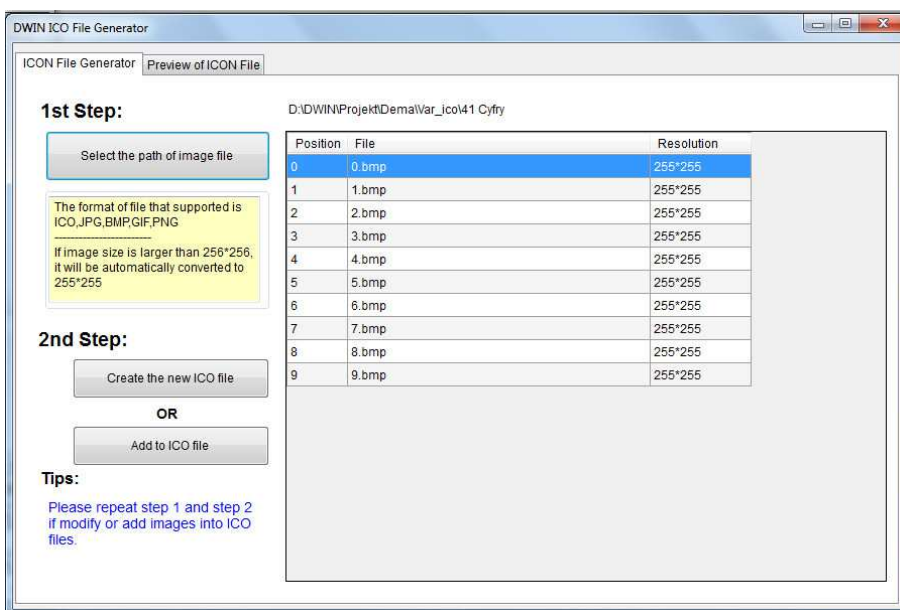 DWIN ICO File Generator
ICON File Generator Preview of ICON File
1st Step:
D:\DWIN\Projekt\Dema\Var_ico\41 Cyfry
Select the path of image file
The format of file that supported is
ICO,JPG,BMP,GIF,PNG
------------------------
If image size is larger than 256*256,
it will be automatically converted to
255*255
2nd Step:
Create the new ICO file
OR
Add to ICO file
Tips:
Please repeat step 1 and step 2
if modify or add images into ICO
files.
Position File Resolution
0 0.bmp 255*255
1 1.bmp 255*255
2 2.bmp 255*255
3 3.bmp 255*255
4 4.bmp 255*255
5 5.bmp 255*255
6 6.bmp 255*255
7 7.bmp 255*255
8 8.bmp 255*255
9 9.bmp 255*255